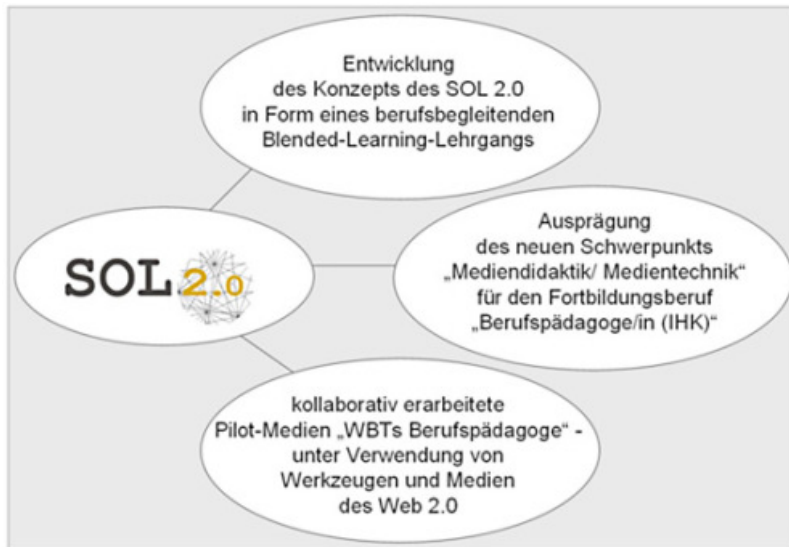 Entwicklung
des Konzepts des SOL 2.0
in Form eines berufsbegleitenden
Blended-Learning-Lehrgangs
SOL 2.0
Ausprägung
des neuen Schwerpunkts
„Mediendidaktik/ Medientechnik“
für den Fortbildungsberuf
„Berufspädagoge/in (IHK)“
kollaborativ erarbeitete
Pilot-Medien „WBTs Berufspädagoge“ -
unter Verwendung von
Werkzeugen und Medien
des Web 2.0